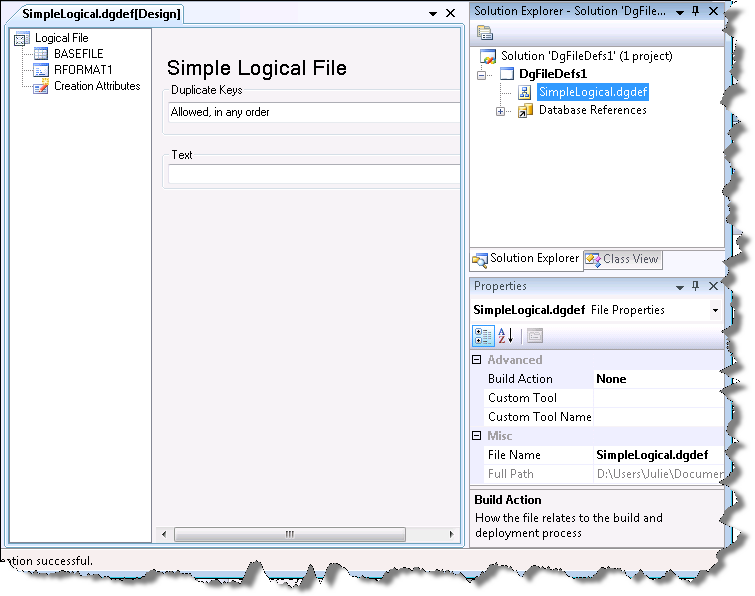 SimpleLogical.dgdef[Design]
Logical File
BASEFILE
RFORMAT1
Creation Attributes
Simple Logical File
Duplicate Keys
Allowed, in any order
Text
Solution Explorer - Solution 'DgFile...
Solution 'DgFileDefs1' (1 project)
DgFileDefs1
SimpleLogical.dgdef
Database References
Solution Explorer
Class View
Properties
SimpleLogical.dgdef File Properties
Advanced
Build Action None
Custom Tool
Custom Tool Name
Misc
File Name SimpleLogical.dgdef
Full Path D:\Users\Julie\Documen
Build Action
How the file relates to the build and
deployment process
eation successful.